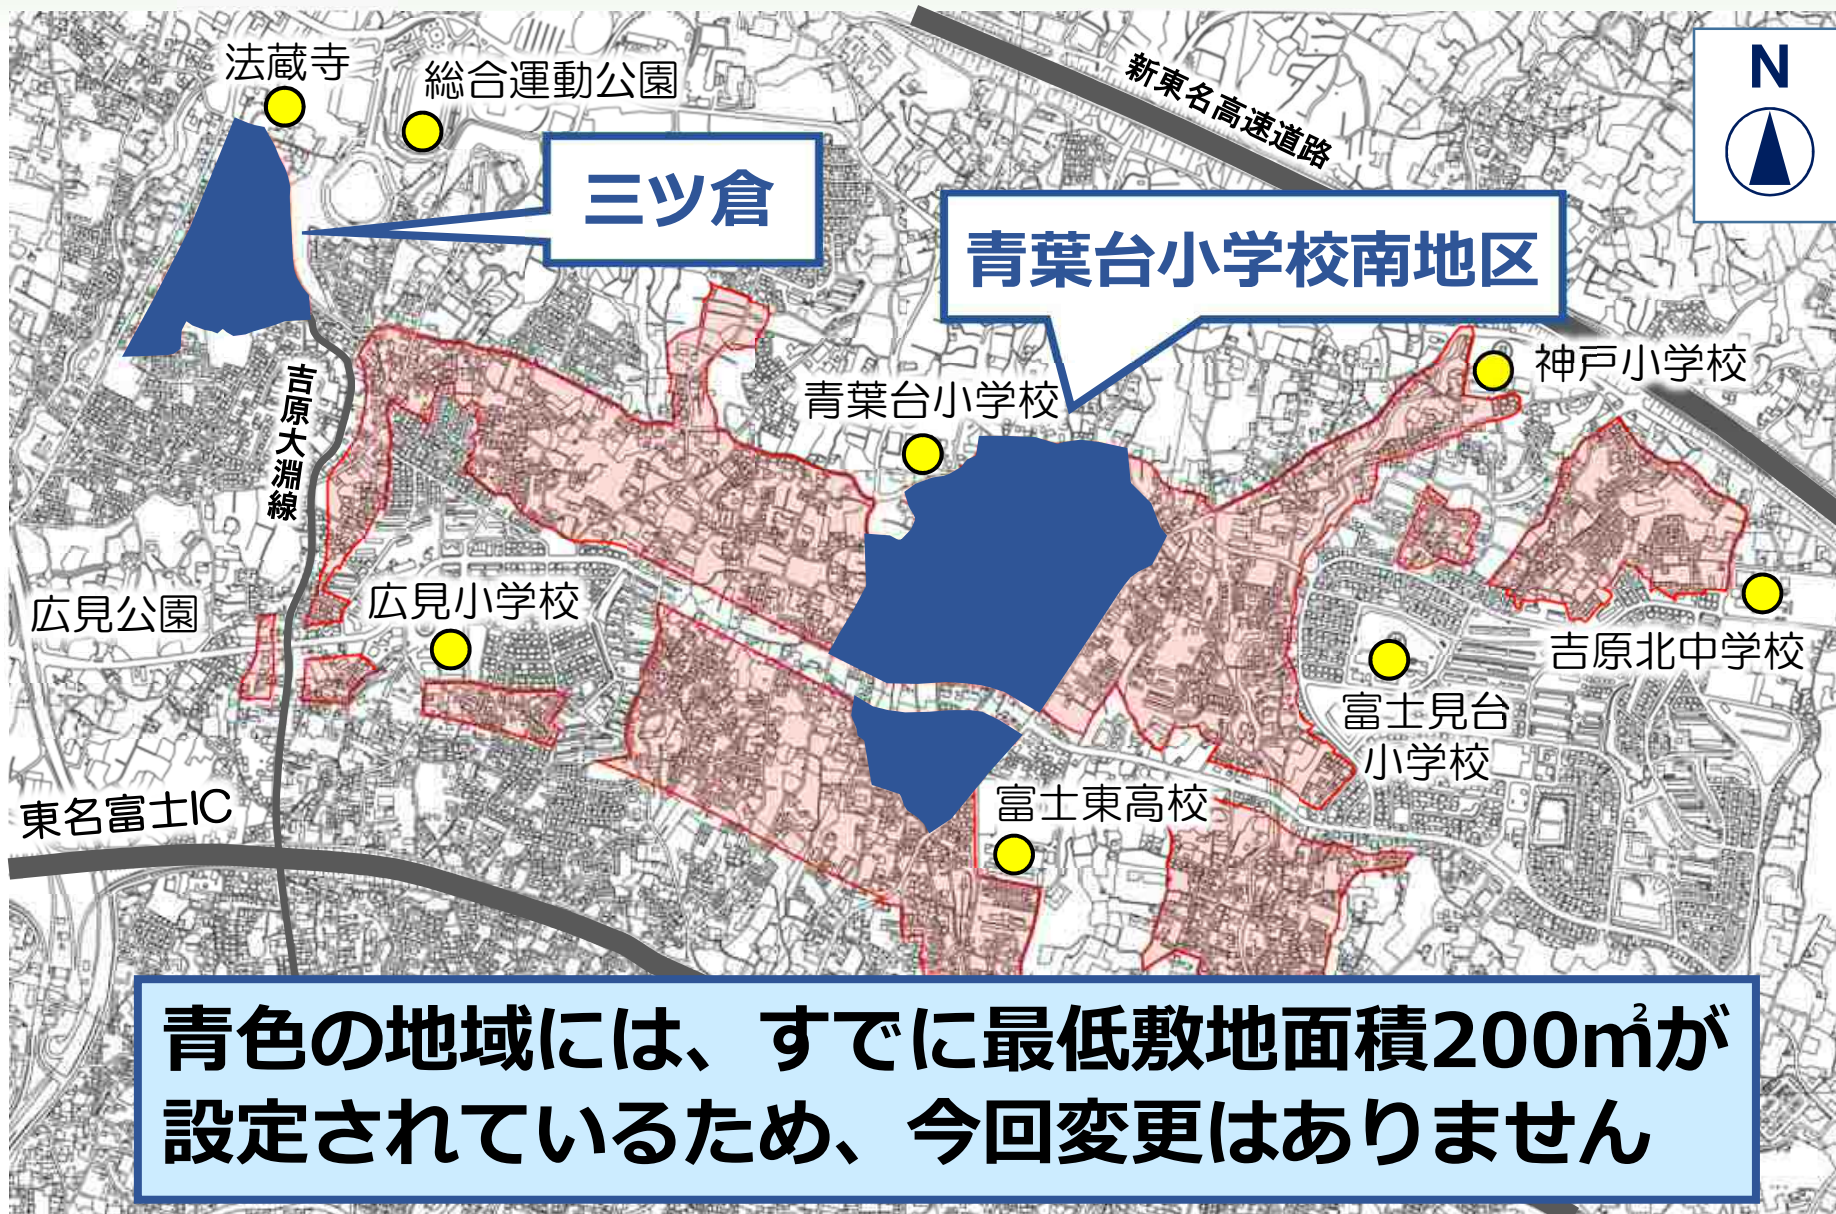 法蔵寺
総合運動公園
新東名高速道路
N
三ツ倉
青葉台小学校南地区
神戸小学校
青葉台小学校
吉原大淵線
広見公園
広見小学校
吉原北中学校
富士見台
小学校
東名富士IC
富士東高校
青色の地域には、すでに最低敷地面積200㎡が
設定されているため、今回変更はありません